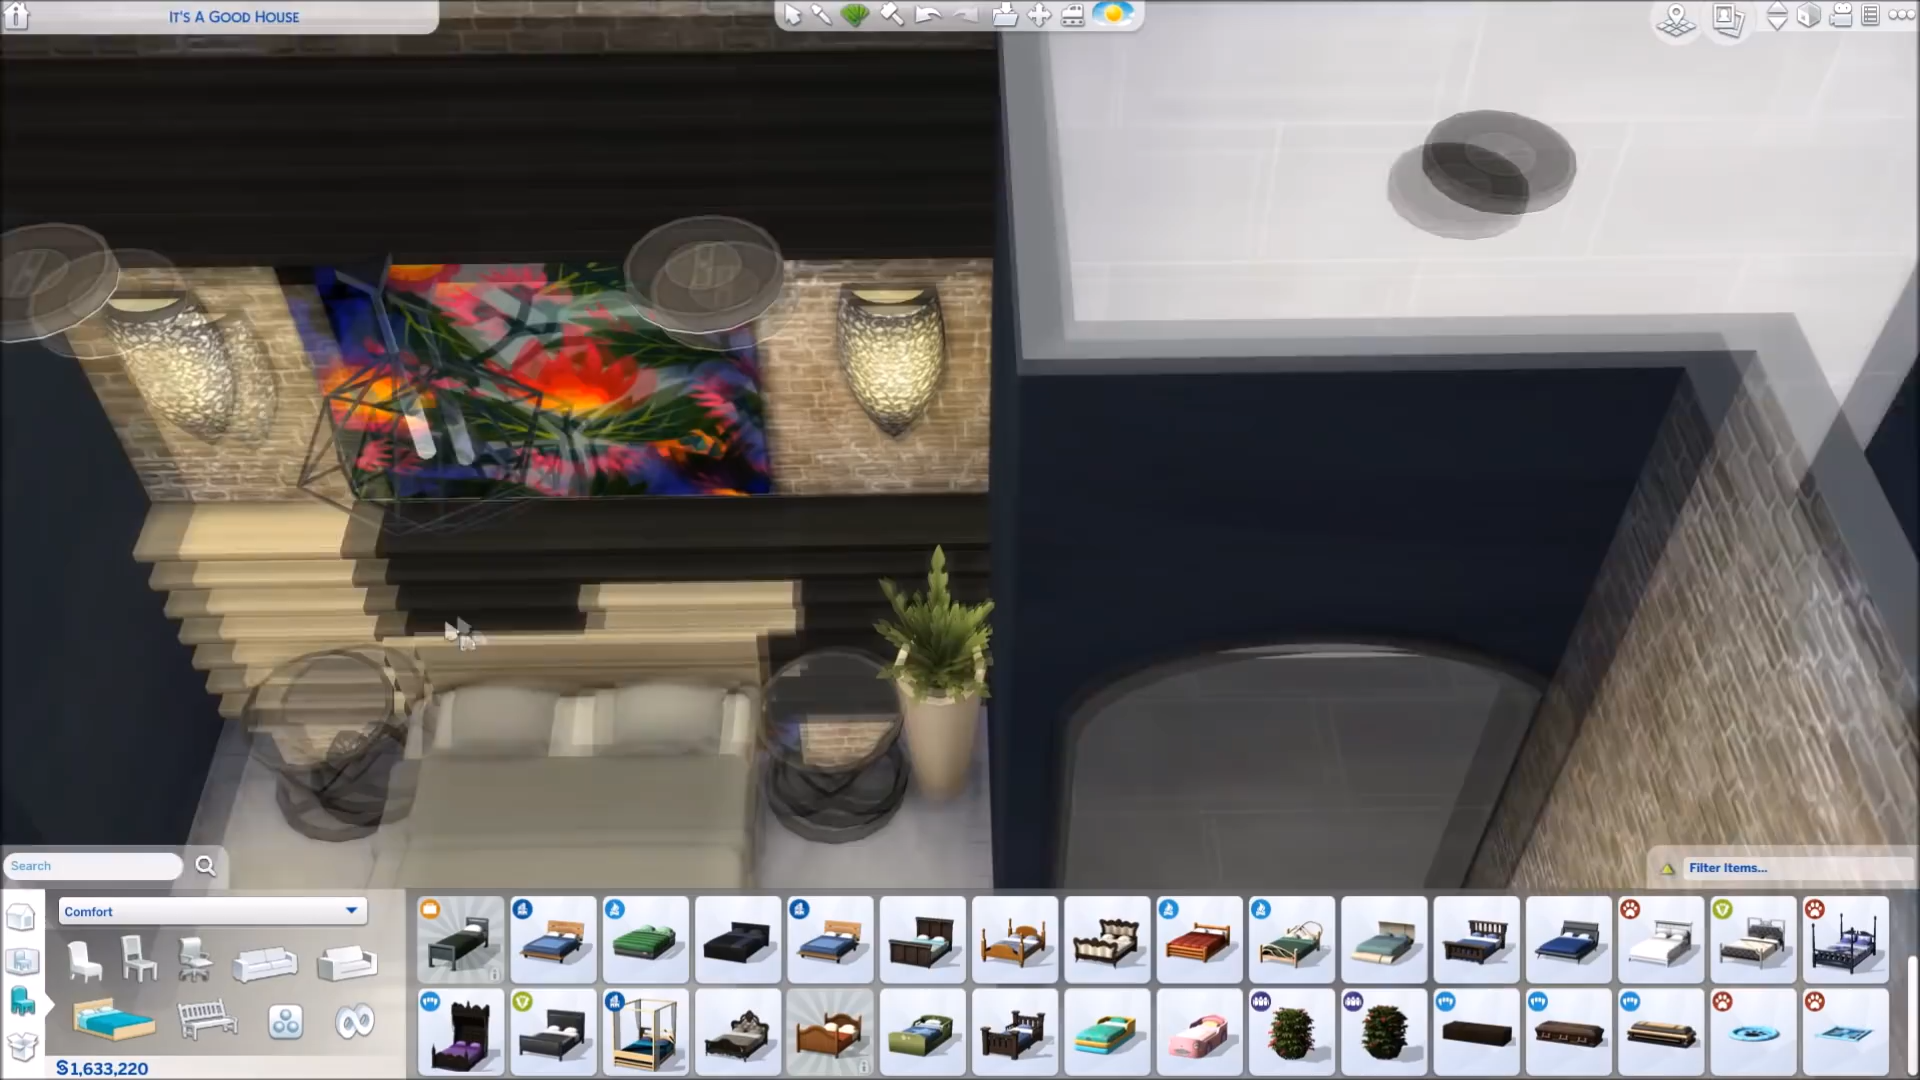 It's A Good House
Search
Filter Items...
Comfort
§1,633,220